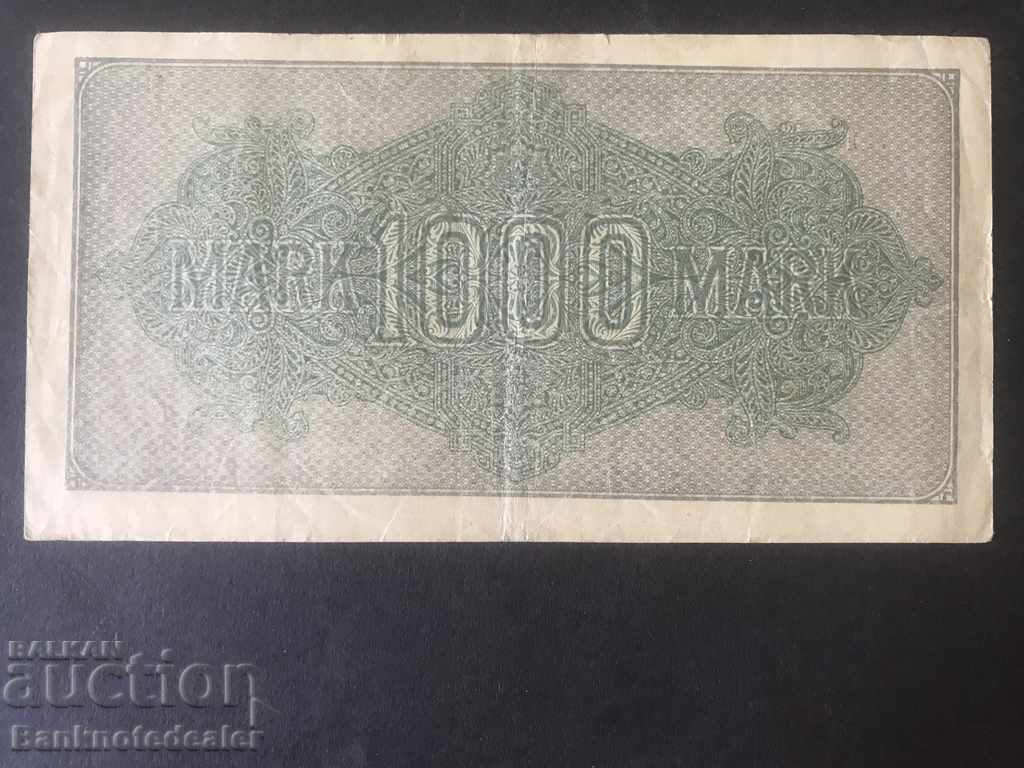 MARK 1000 MARK
BALKAN
auction
Banknotedealer